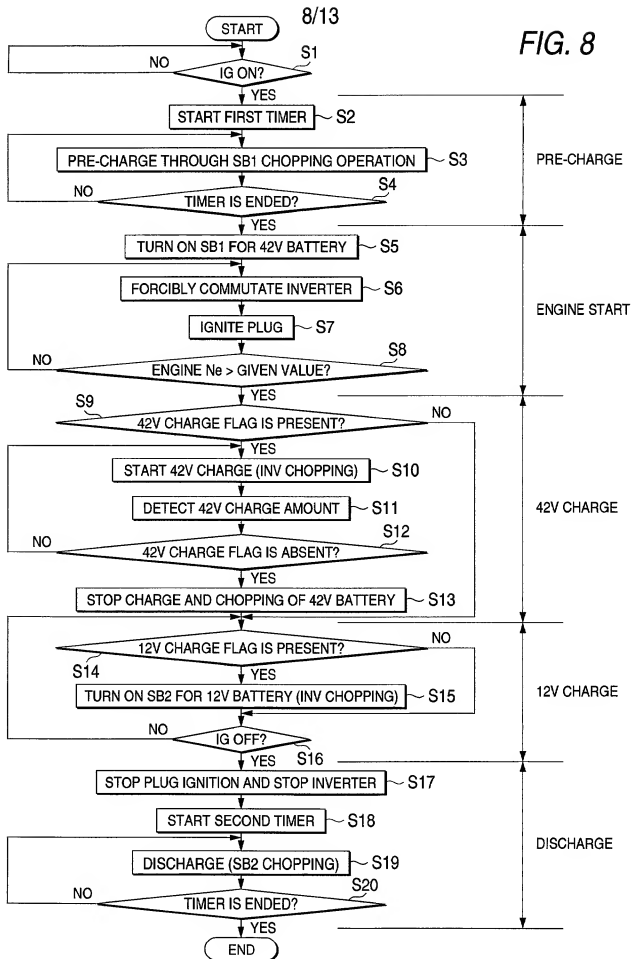 8/13
FIG. 8
START
S1
NO
IG ON?
YES
START FIRST TIMER
S2
PRE-CHARGE THROUGH SB1 CHOPPING OPERATION
S3
PRE-CHARGE
NO
S4
TIMER IS ENDED?
YES
TURN ON SB1 FOR 42V BATTERY
S5
FORCIBLY COMMUTATE INVERTER
S6
ENGINE START
IGNITE PLUG
S7
NO
S8
ENGINE Ne > GIVEN VALUE?
YES
S9
NO
42V CHARGE FLAG IS PRESENT?
YES
START 42V CHARGE (INV CHOPPING)
S10
DETECT 42V CHARGE AMOUNT
S11
42V CHARGE
NO
S12
42V CHARGE FLAG IS ABSENT?
YES
STOP CHARGE AND CHOPPING OF 42V BATTERY
S13
NO
12V CHARGE FLAG IS PRESENT?
S14
YES
TURN ON SB2 FOR 12V BATTERY (INV CHOPPING)
S15
12V CHARGE
NO
IG OFF?
S16
YES
STOP PLUG IGNITION AND STOP INVERTER
S17
START SECOND TIMER
S18
DISCHARGE
DISCHARGE (SB2 CHOPPING)
S19
NO
S20
TIMER IS ENDED?
YES
END